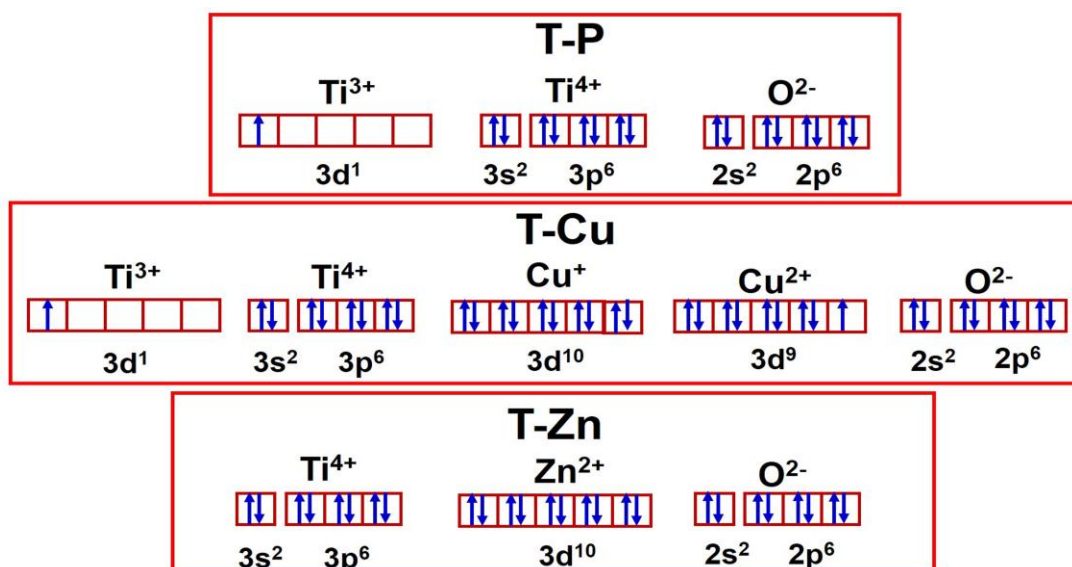 T-P
Ti³⁺ Ti⁴⁺ O²⁻
3d¹ 3s² 3p⁶ 2s² 2p⁶
T-Cu
Ti³⁺ Ti⁴⁺ Cu⁺ Cu²⁺ O²⁻
3d¹ 3s² 3p⁶ 3d¹⁰ 3d⁹ 2s² 2p⁶
T-Zn
Ti⁴⁺ Zn²⁺ O²⁻
3s² 3p⁶ 3d¹⁰ 2s² 2p⁶